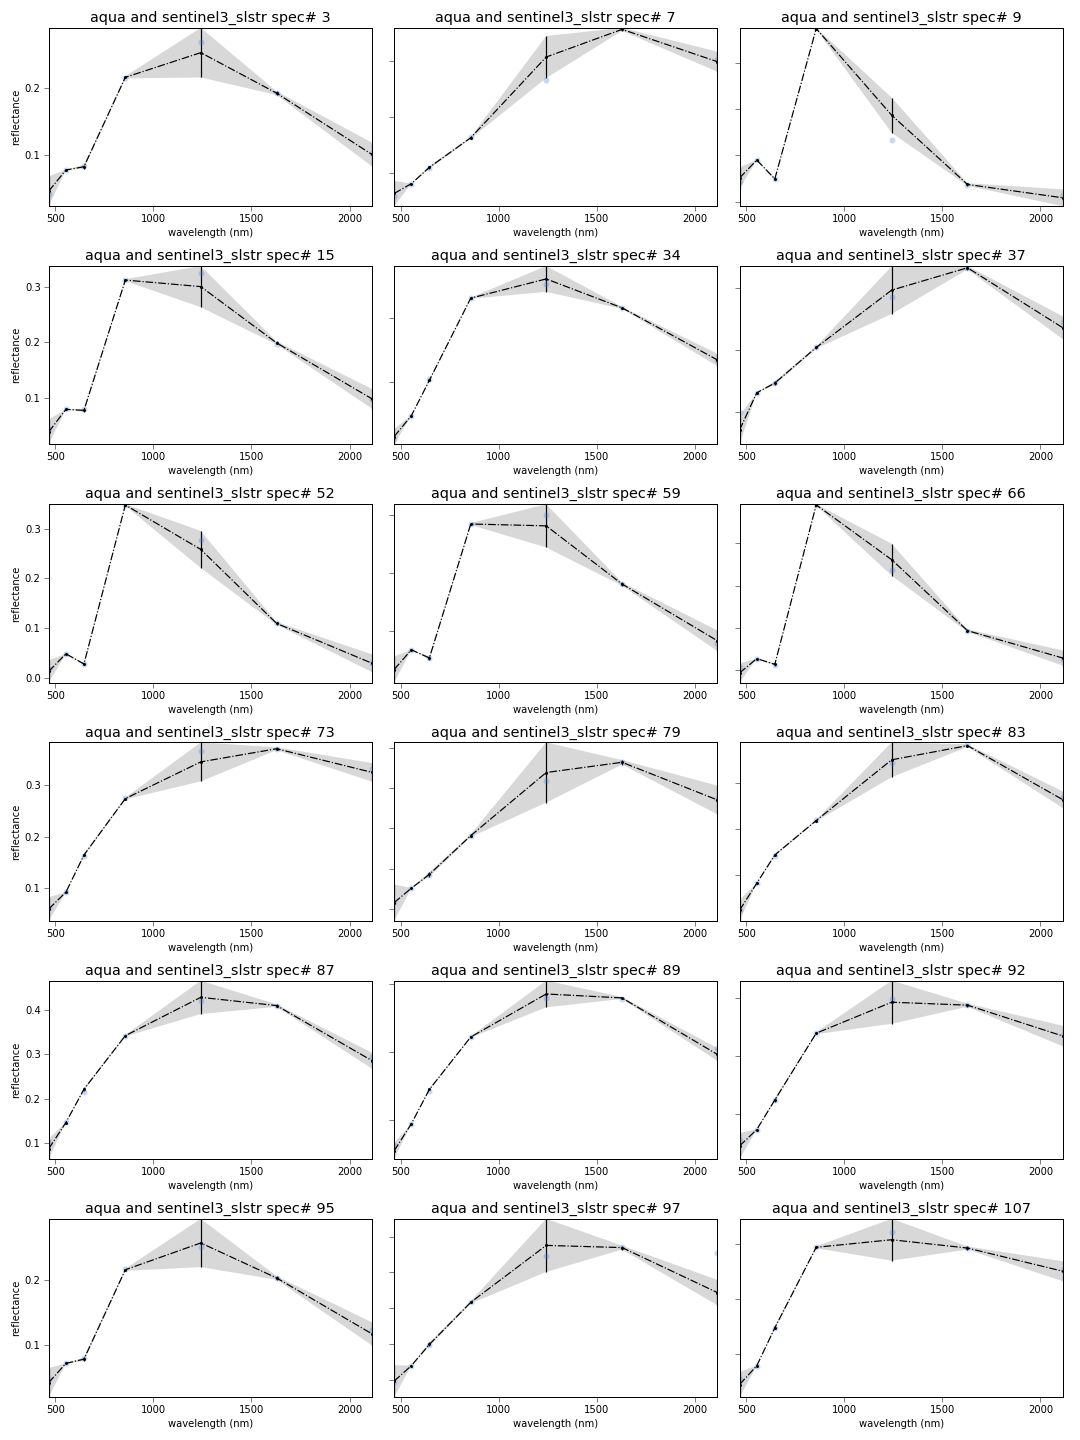 aqua and sentinel3_slstr spec# 3
aqua and sentinel3_slstr spec# 7
aqua and sentinel3_slstr spec# 9
reflectance
0.2
0.1
500 1000 1500 2000
500 1000 1500 2000
500 1000 1500 2000
wavelength (nm)
wavelength (nm)
wavelength (nm)
aqua and sentinel3_slstr spec# 15
aqua and sentinel3_slstr spec# 34
aqua and sentinel3_slstr spec# 37
reflectance
0.3
0.2
0.1
500 1000 1500 2000
500 1000 1500 2000
500 1000 1500 2000
wavelength (nm)
wavelength (nm)
wavelength (nm)
aqua and sentinel3_slstr spec# 52
aqua and sentinel3_slstr spec# 59
aqua and sentinel3_slstr spec# 66
reflectance
0.3
0.2
0.1
0.0
500 1000 1500 2000
500 1000 1500 2000
500 1000 1500 2000
wavelength (nm)
wavelength (nm)
wavelength (nm)
aqua and sentinel3_slstr spec# 73
aqua and sentinel3_slstr spec# 79
aqua and sentinel3_slstr spec# 83
reflectance
0.3
0.2
0.1
500 1000 1500 2000
500 1000 1500 2000
500 1000 1500 2000
wavelength (nm)
wavelength (nm)
wavelength (nm)
aqua and sentinel3_slstr spec# 87
aqua and sentinel3_slstr spec# 89
aqua and sentinel3_slstr spec# 92
reflectance
0.4
0.3
0.2
0.1
500 1000 1500 2000
500 1000 1500 2000
500 1000 1500 2000
wavelength (nm)
wavelength (nm)
wavelength (nm)
aqua and sentinel3_slstr spec# 95
aqua and sentinel3_slstr spec# 97
aqua and sentinel3_slstr spec# 107
reflectance
0.2
0.1
500 1000 1500 2000
500 1000 1500 2000
500 1000 1500 2000
wavelength (nm)
wavelength (nm)
wavelength (nm)